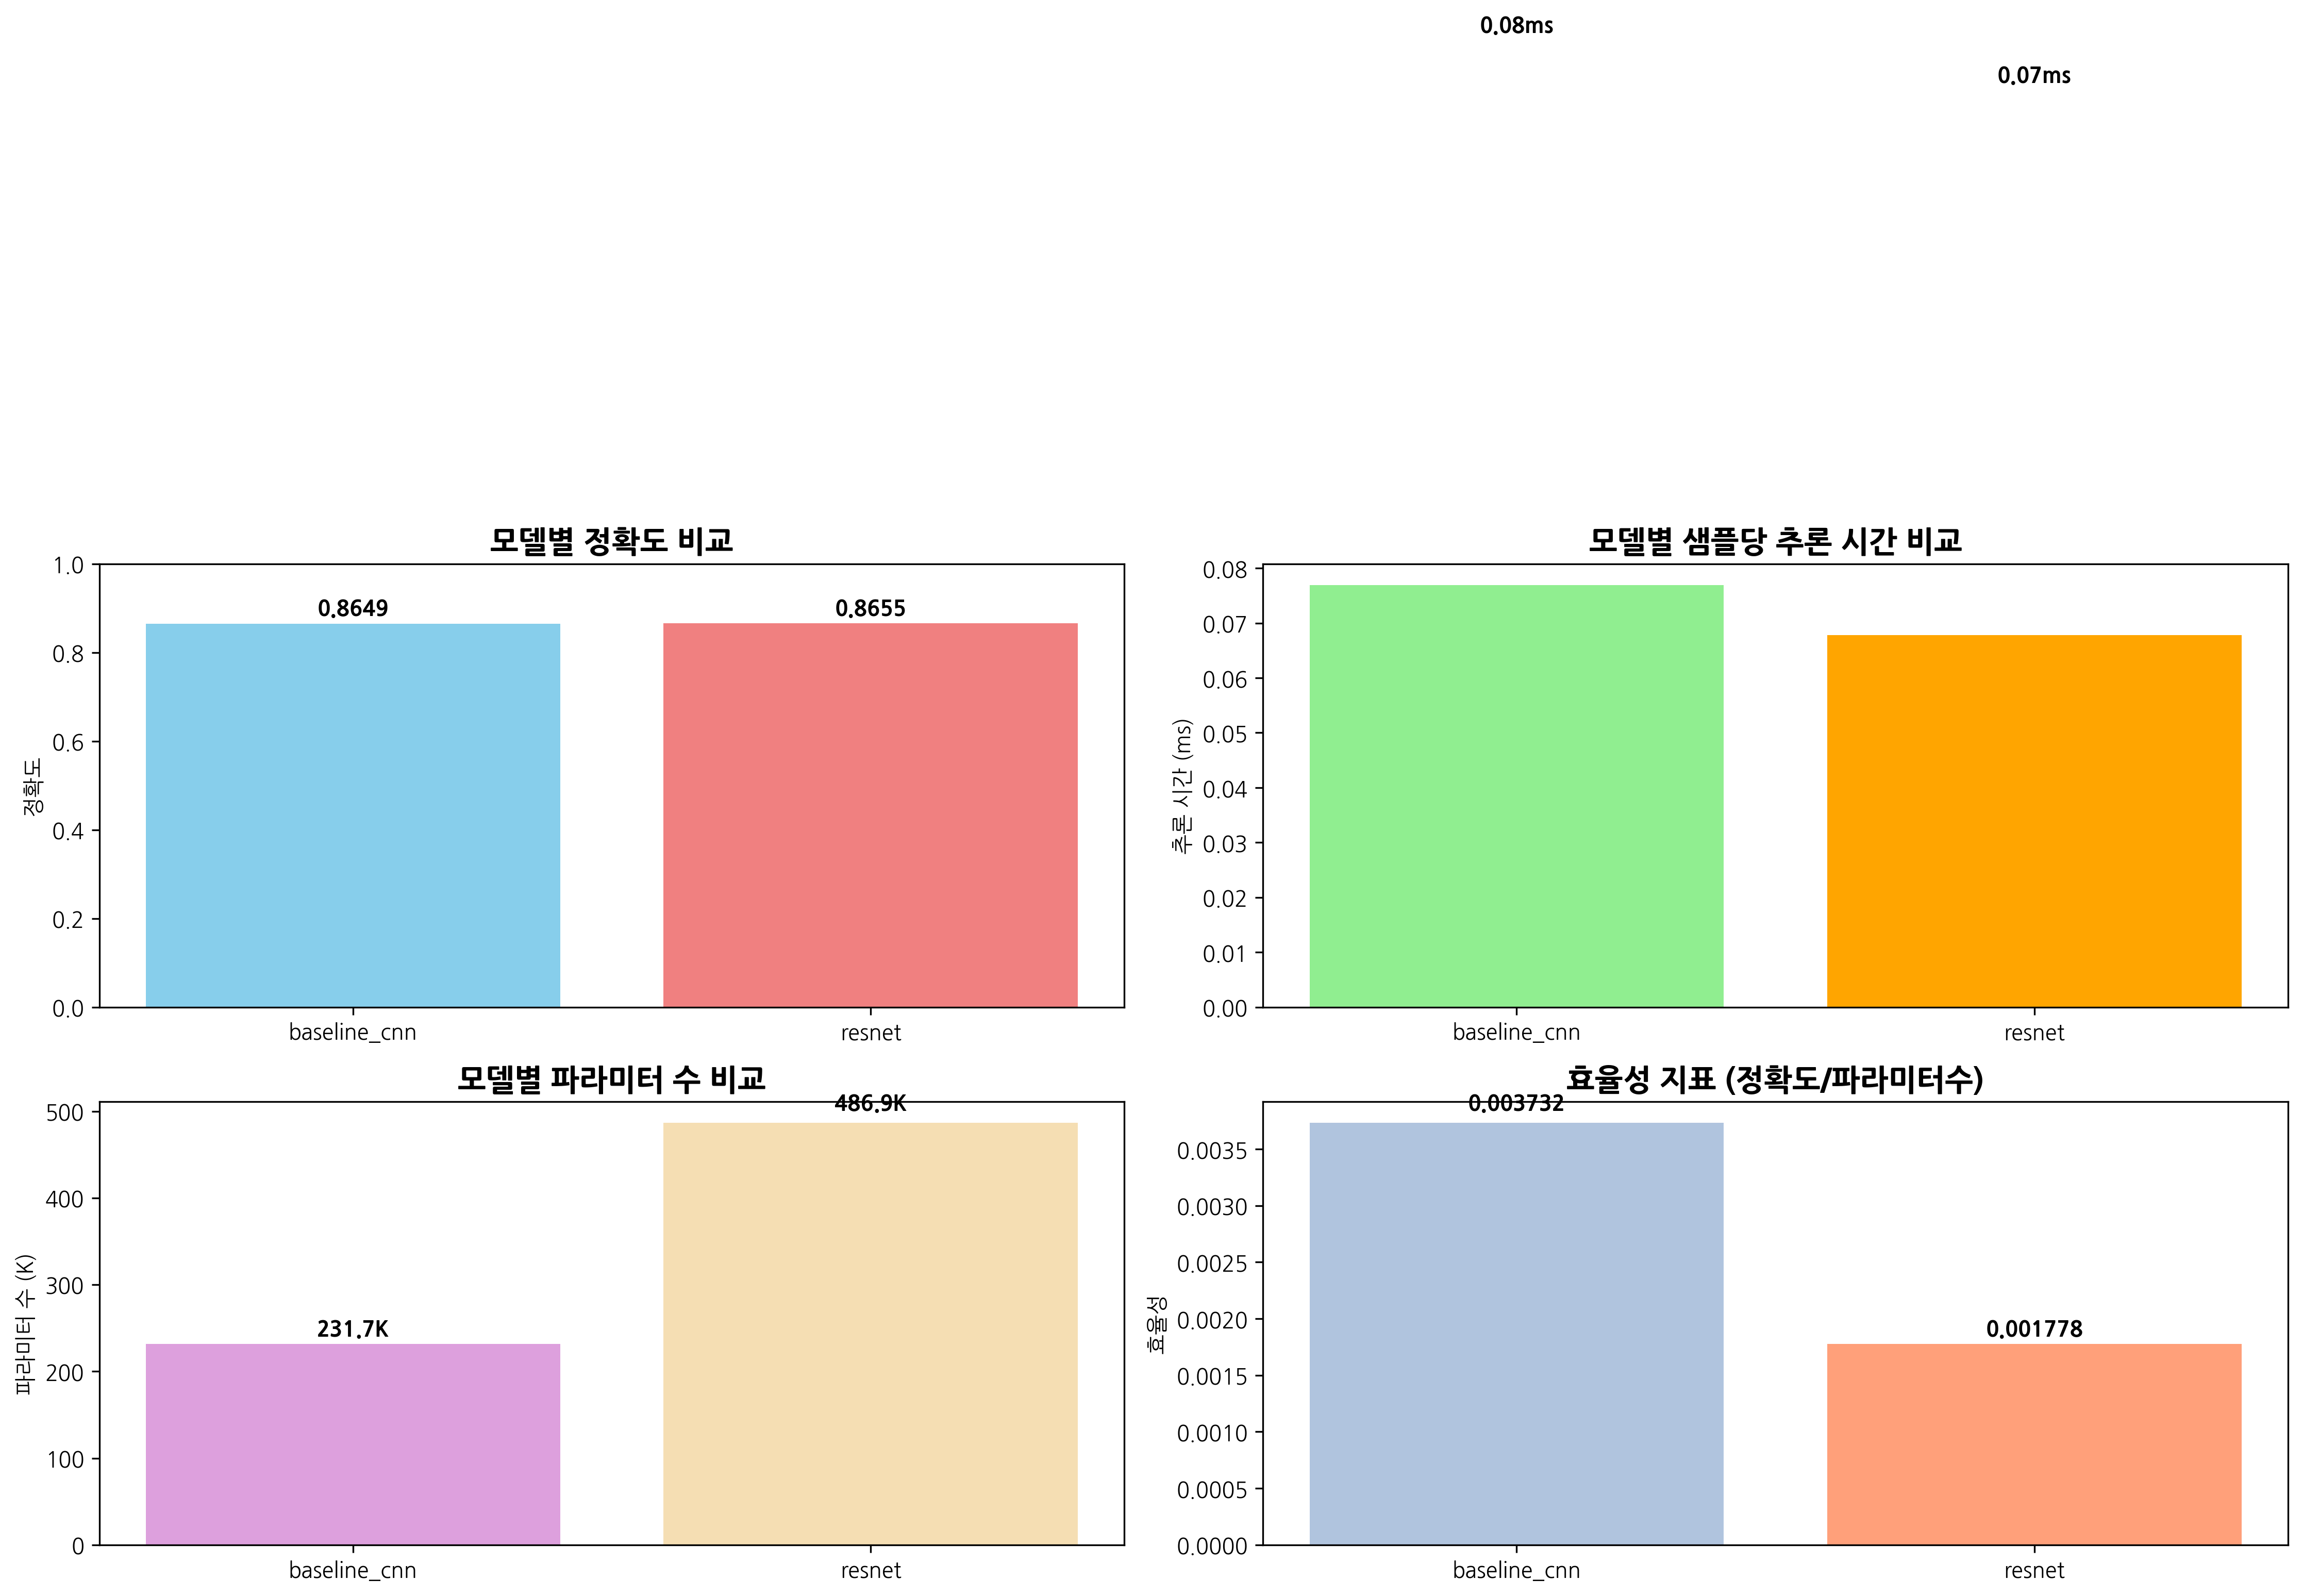 0.08ms
0.07ms
모델별 정확도 비교
1.0
0.8
0.6
0.4
0.2
0.0
정확도
0.8649
0.8655
baseline_cnn
resnet
모델별 샘플당 추론 시간 비교
0.08
0.07
0.06
0.05
0.04
0.03
0.02
0.01
0.00
추론 시간 (ms)
baseline_cnn
resnet
모델별 파라미터 수 비교
500
400
300
200
100
0
파라미터 수 (K)
231.7K
486.9K
baseline_cnn
resnet
효율성 지표 (정확도/파라미터수)
0.0035
0.0030
0.0025
0.0020
0.0015
0.0010
0.0005
0.0000
효율성
0.003732
0.001778
baseline_cnn
resnet